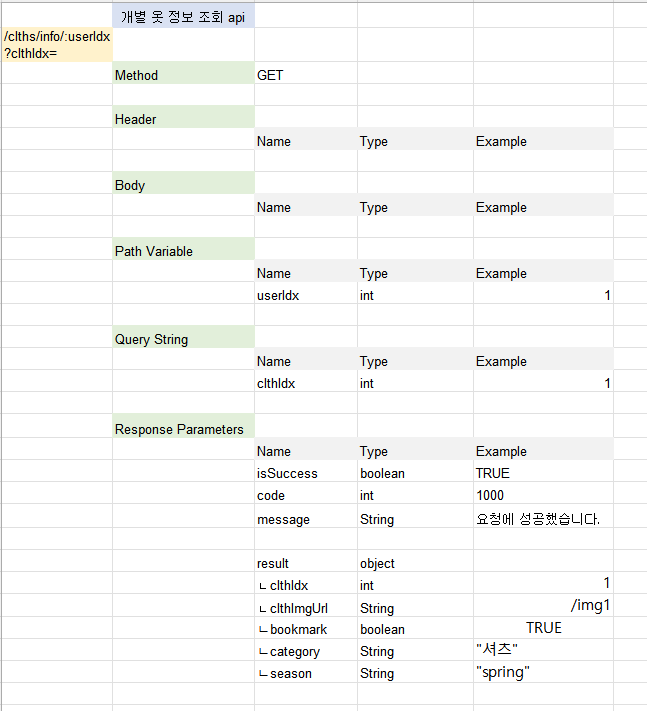 개별 옷 정보 조회 api
/clths/info/:userIdx
?clthIdx=
Method GET
Header
Name Type Example
Body
Name Type Example
Path Variable
Name Type Example
userIdx int 1
Query String
Name Type Example
clthIdx int 1
Response Parameters
Name Type Example
isSuccess boolean TRUE
code int 1000
message String 요청에 성공했습니다.
result object
ㄴclthIdx int 1
ㄴclthImgUrl String /img1
ㄴbookmark boolean TRUE
ㄴcategory String "셔츠"
ㄴseason String "spring"